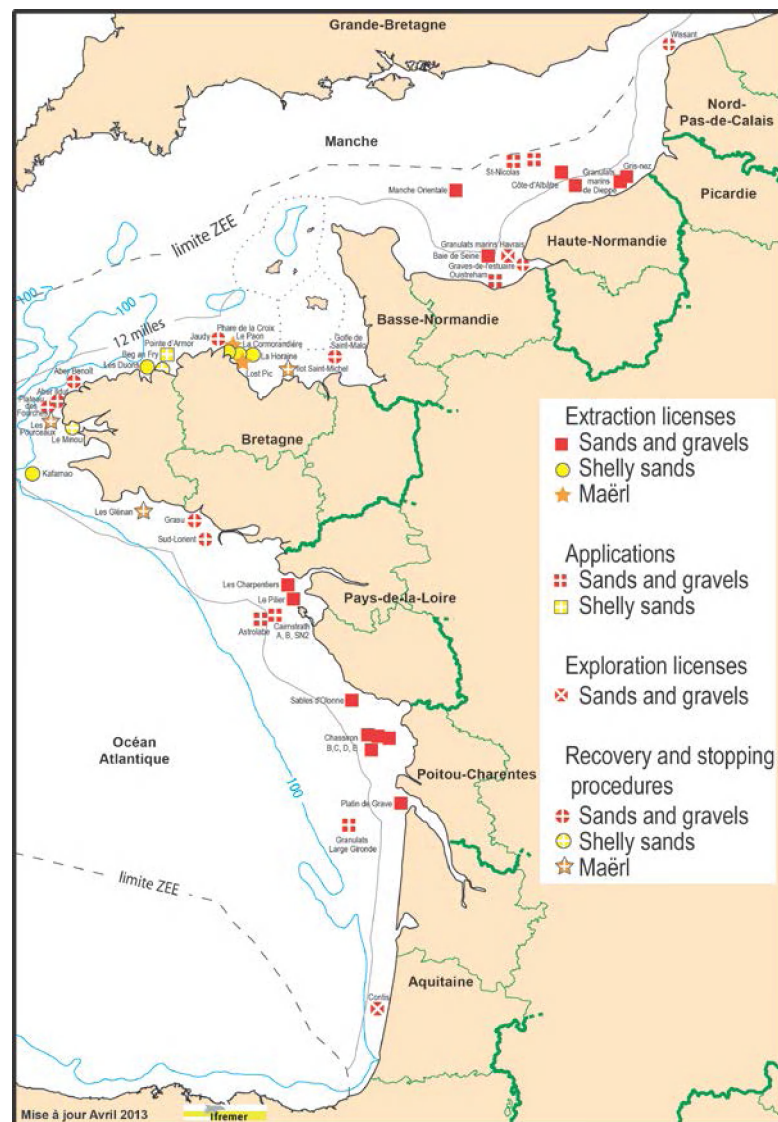 Grande-Bretagne
Wissant
Nord-
Pas-de-Calais
Manche
St-Nicolas
Côte-d'Albâtre
Granulats
marins
de Dieppe
Gris-nez
Picardie
Manche Orientale
limite ZEE
Haute-Normandie
Granulats marins Havrais
Baie de Seine
Graves-de-l'estuaire
Ouistreham
Basse-Normandie
100
100
12 milles
Phare de la Croix
Le Paon
La Cormorandière
Jaudy
La Horaine
Lost Pic
Golfe de
Saint-Malo
Ilot Saint-Michel
Pointe d'Armor
Beg an Fry
Les Duons
Aber Benoît
Aber Ildut
Plateau
des
Fourches
Les
Pourceaux
Le Minou
Bretagne
Kafarnao
Les Glénan
Grasu
Sud-Lorient
Les Charpentiers
Le Pilier
Pays-de-la-Loire
Astrolabe
Cairnstrath
A, B, SN2
Sables d'Olonne
Chassiron
B,C, D, E
Océan
Atlantique
100
Poitou-Charentes
Platin de Grave
Granulats
Large Gironde
limite ZEE
Aquitaine
Contis
Extraction licenses
Sands and gravels
Shelly sands
Maërl
Applications
Sands and gravels
Shelly sands
Exploration licenses
Sands and gravels
Recovery and stopping
procedures
Sands and gravels
Shelly sands
Maërl
Mise à jour Avril 2013
Ifremer